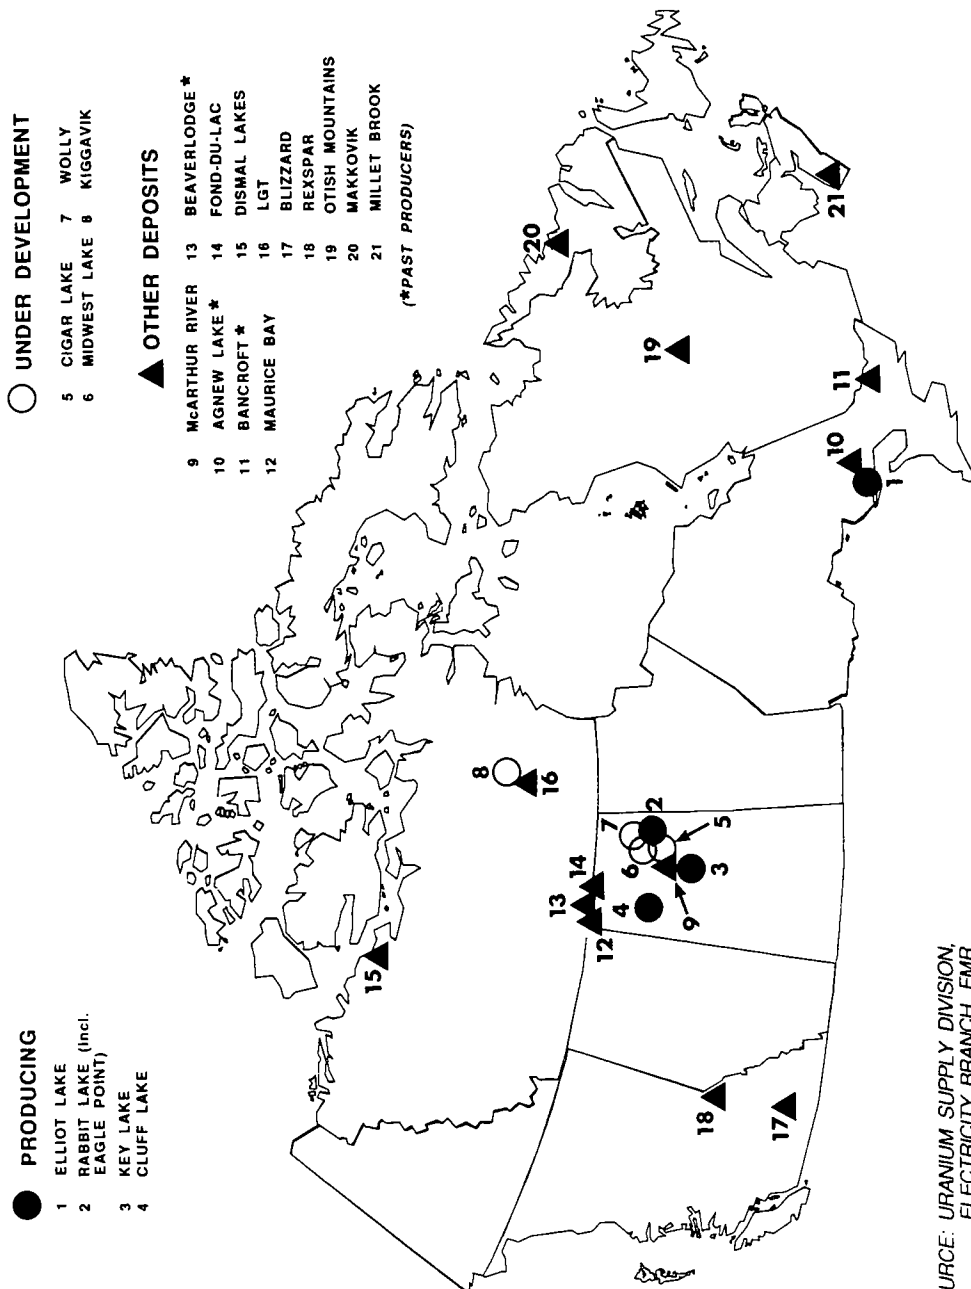 PRODUCING
1 ELLIOT LAKE
2 RABBIT LAKE (Incl.
EAGLE POINT)
3 KEY LAKE
4 CLUFF LAKE
UNDER DEVELOPMENT
5 CIGAR LAKE 7 WOLLY
6 MIDWEST LAKE 8 KIGGAVIK
OTHER DEPOSITS
9 McARTHUR RIVER 13 BEAVERLODGE *
10 AGNEW LAKE * 14 FOND-DU-LAC
11 BANCROFT * 15 DISMAL LAKES
12 MAURICE BAY 16 LGT
17 BLIZZARD
18 REXSPAR
19 OTISH MOUNTAINS
20 MAKKOVIK
21 MILLET BROOK
(*PAST PRODUCERS)
15
8
16
20
13
14
12
19
7
2
6
4
5
3
9
18
17
10
1
11
21
URCE: URANIUM SUPPLY DIVISION,
ELECTRICITY BRANCH, EMR